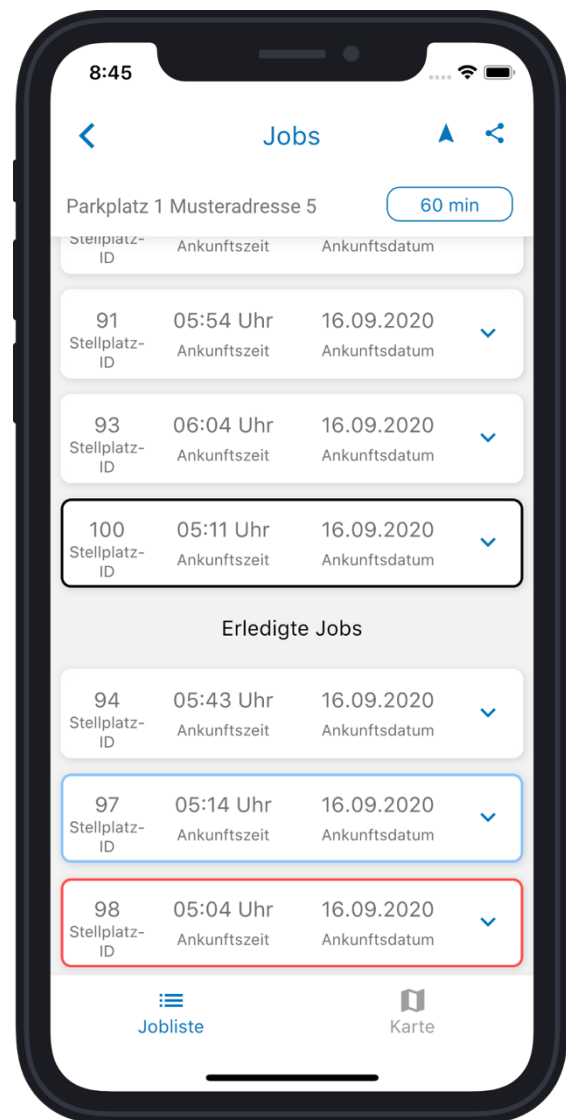 8:45
Jobs
Parkplatz 1 Musteradresse 5 60 min
Stellplatz-
ID Ankunftszeit Ankunftsdatum
91 05:54 Uhr 16.09.2020
Stellplatz-
ID Ankunftszeit Ankunftsdatum
93 06:04 Uhr 16.09.2020
Stellplatz-
ID Ankunftszeit Ankunftsdatum
100 05:11 Uhr 16.09.2020
Stellplatz-
ID Ankunftszeit Ankunftsdatum
Erledigte Jobs
94 05:43 Uhr 16.09.2020
Stellplatz-
ID Ankunftszeit Ankunftsdatum
97 05:14 Uhr 16.09.2020
Stellplatz-
ID Ankunftszeit Ankunftsdatum
98 05:04 Uhr 16.09.2020
Stellplatz-
ID Ankunftszeit Ankunftsdatum
Jobliste Karte